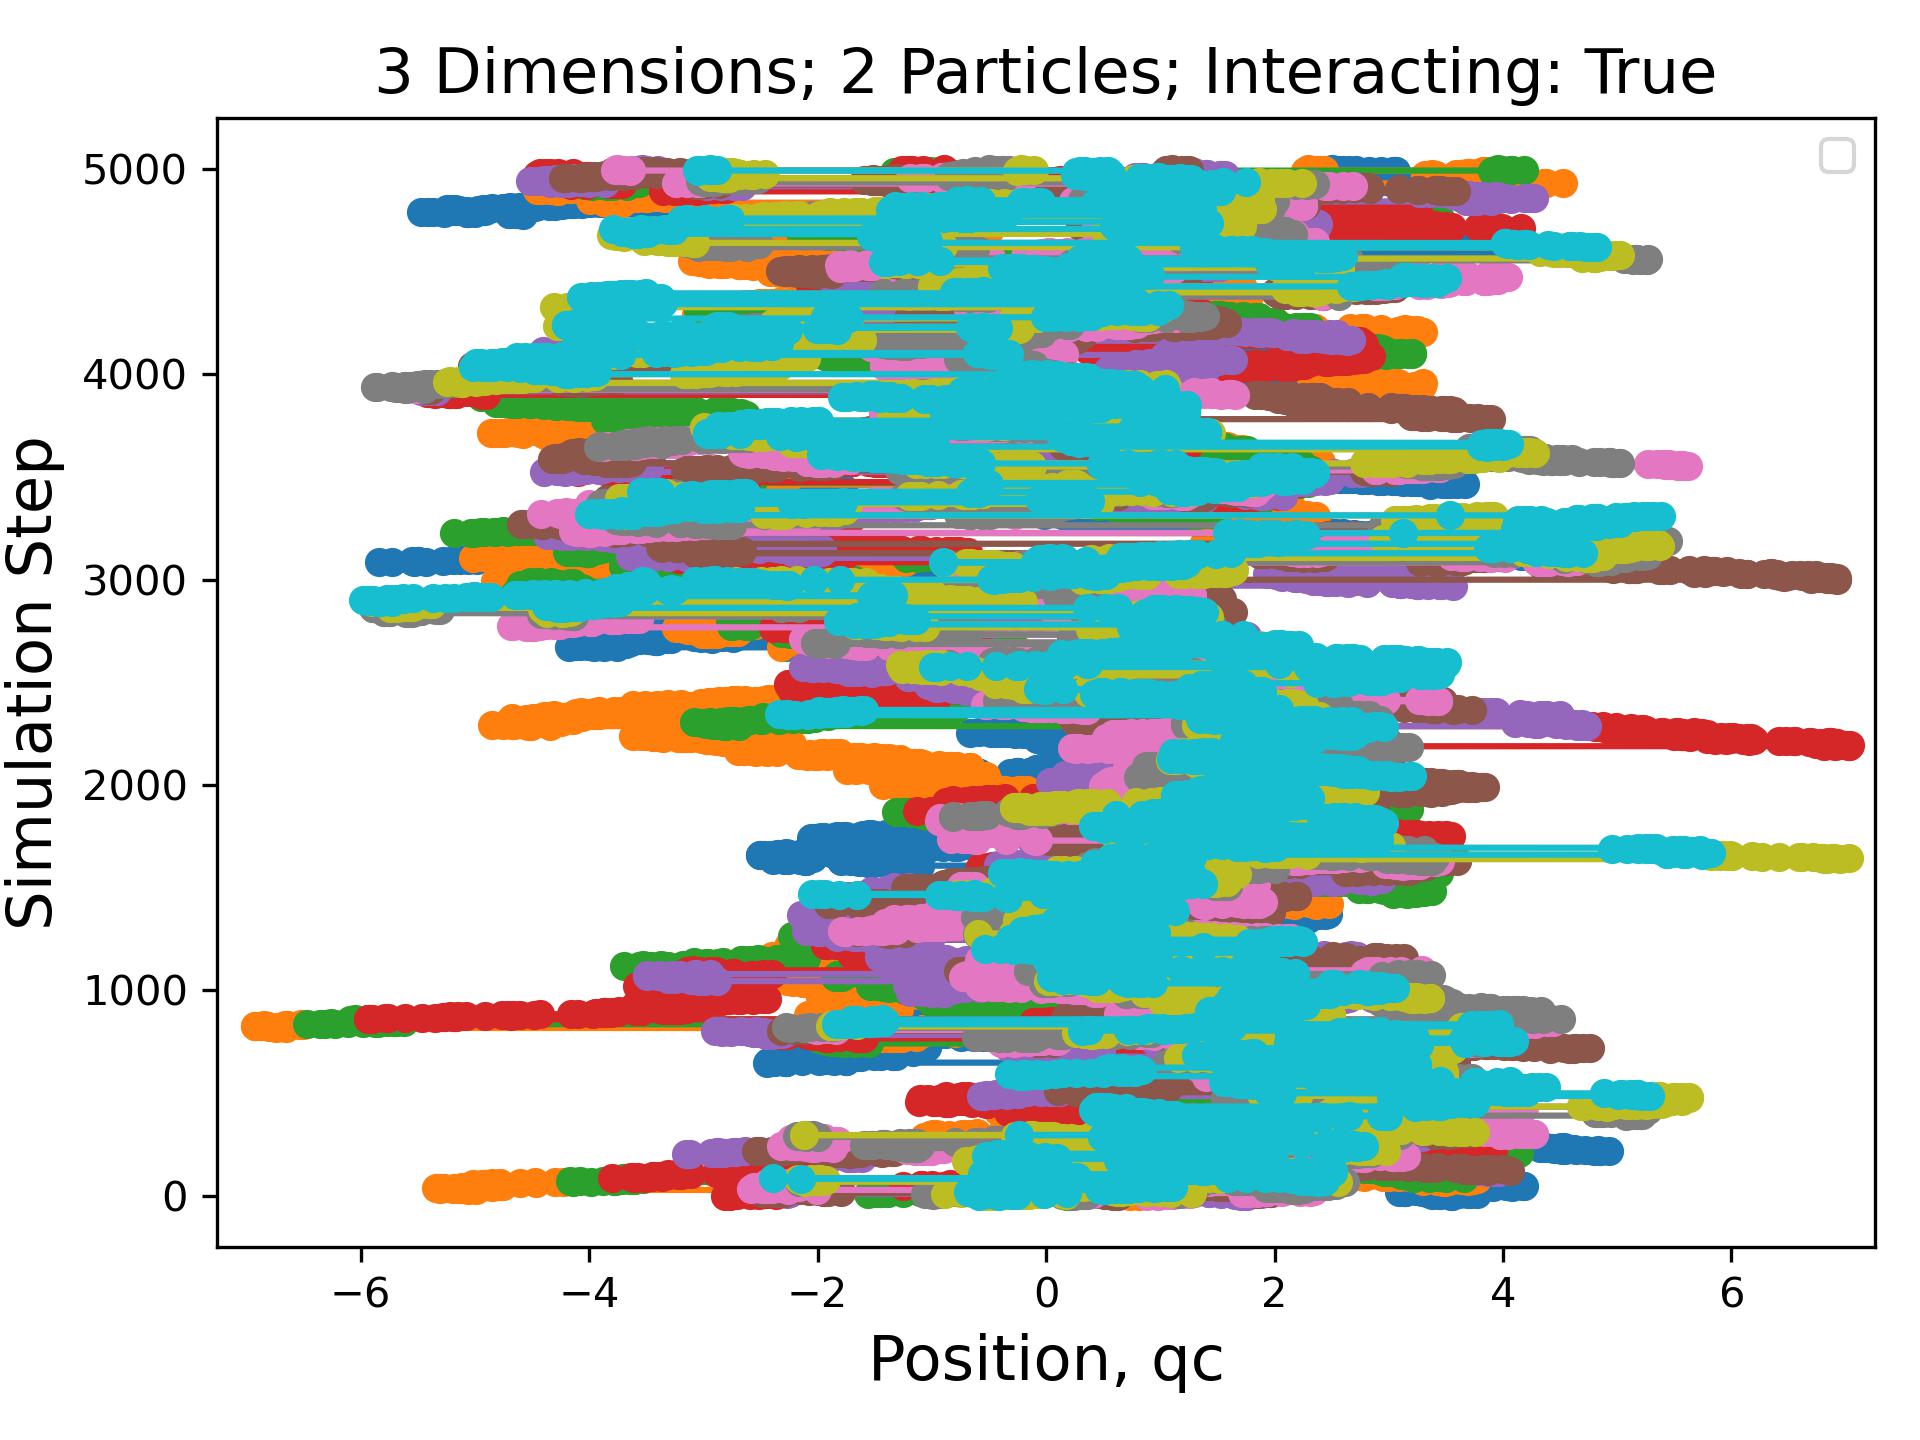 3 Dimensions; 2 Particles; Interacting: True
Simulation Step
5000
4000
3000
2000
1000
0
−6 −4 −2 0 2 4 6
Position, qc